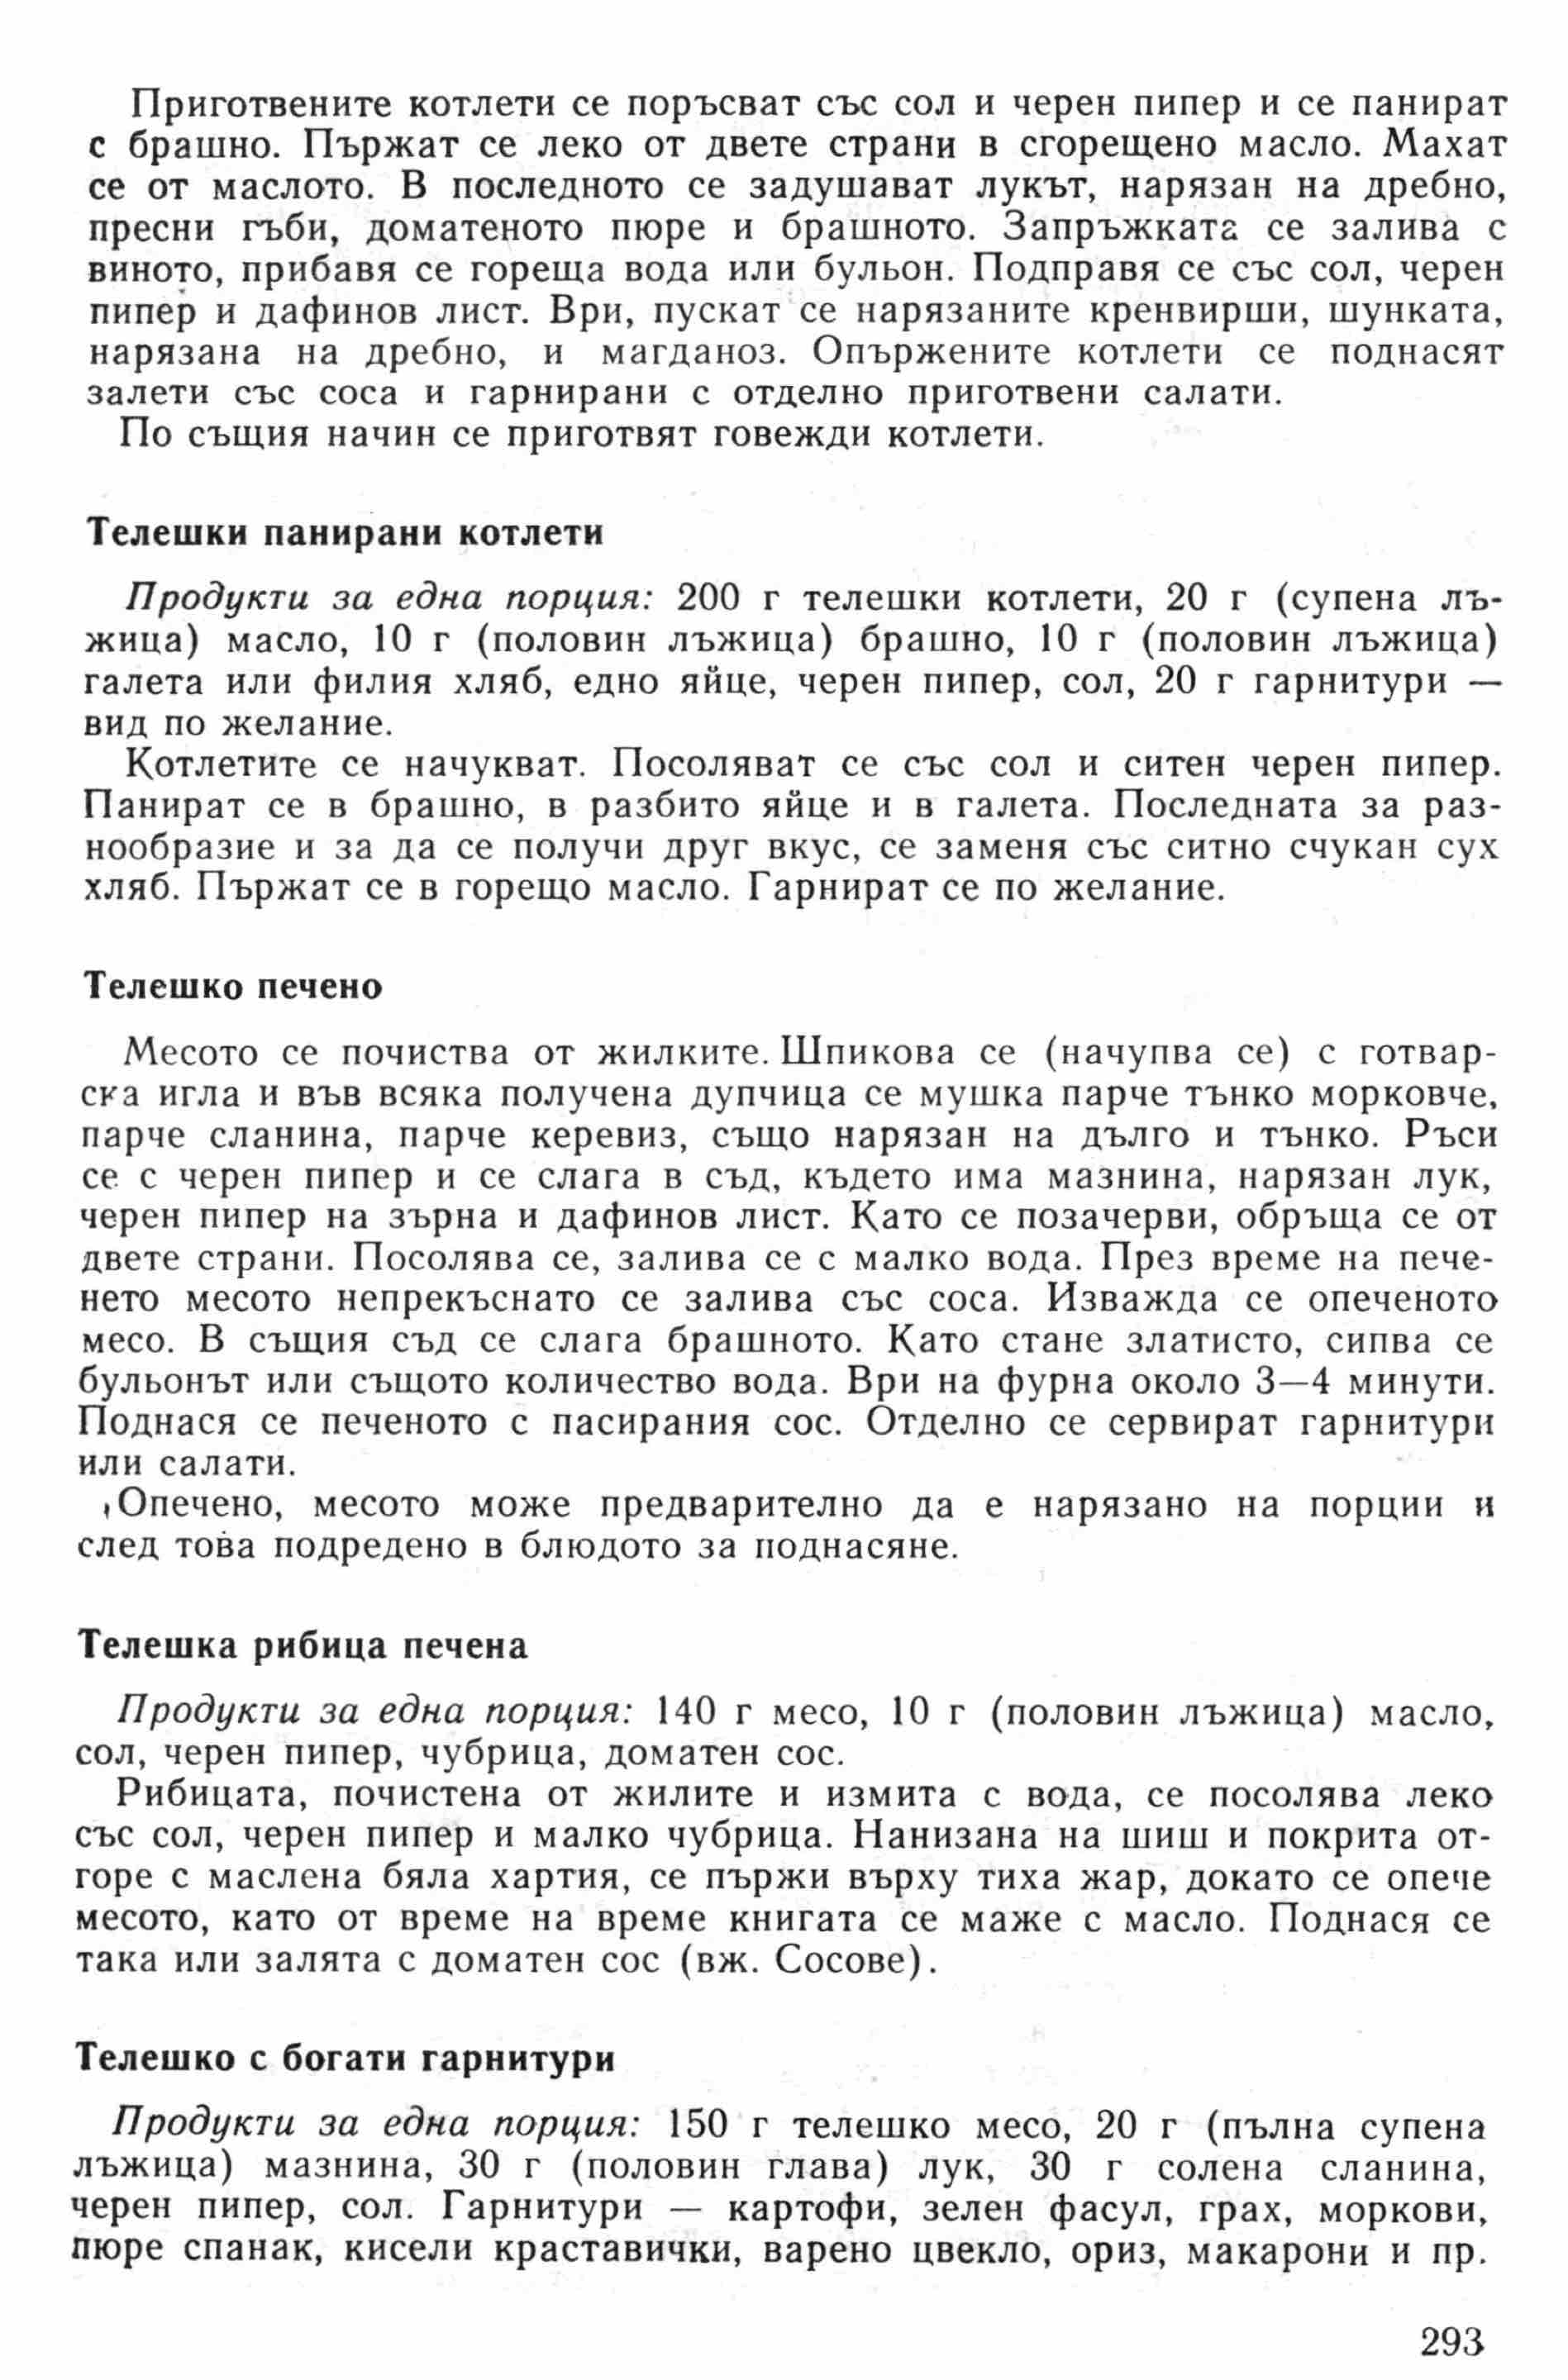 Приготвените котлети се поръсват със сол и черен пипер и се панират
с брашно. Пържат се леко от двете страни в сгорещено масло. Махат
се от маслото. В последното се задушават лукът, нарязан на дребно,
пресни гъби, доматеното пюре и брашното. Запръжката се залива с
виното, прибавя се гореща вода или бульон. Подправя се със сол, черен
пипер и дафинов лист. Ври, пускат се нарязаните кренвирши, шунката,
нарязана на дребно, и магданоз. Опържените котлети се поднасят
залети със соса и гарнирани с отделно приготвени салати.
По същия начин се приготвят говежди котлети.
Телешки панирани котлети
Продукти за една порция: 200 г телешки котлети, 20 г (супена лъ-
жица) масло, 10 г (половин лъжица) брашно, 10 г (половин лъжица)
галета или филия хляб, едно яйце, черен пипер, сол, 20 г гарнитури —
вид по желание.
Котлетите се начукват. Посоляват се със сол и ситен черен пипер.
Панират се в брашно, в разбито яйце и в галета. Последната за раз-
нообразие и за да се получи друг вкус, се заменя със ситно счукан сух
хляб. Пържат се в горещо масло. Гарнират се по желание.
Телешко печено
Месото се почиства от жилките. Шпикова се (начупва се) с готвар-
ска игла и във всяка получена дупчица се мушка парче тънко морковче,
парче сланина, парче керевиз, също нарязан на дълго и тънко. Ръси
се с черен пипер и се слага в съд, където има мазнина, нарязан лук,
черен пипер на зърна и дафинов лист. Като се позачерви, обръща се от
двете страни. Посолява се, залива се с малко вода. През време на пече-
нето месото непрекъснато се залива със соса. Изважда се опеченото
месо. В същия съд се слага брашното. Като стане златисто, сипва се
бульонът или същото количество вода. Ври на фурна около 3—4 минути.
Поднася се печеното с пасирания сос. Отделно се сервират гарнитури
или салати.
Опечено, месото може предварително да е нарязано на порции и
след това подредено в блюдото за поднасяне.
Телешка рибица печена
Продукти за една порция: 140 г месо, 10 г (половин лъжица) масло,
сол, черен пипер, чубрица, доматен сос.
Рибицата, почистена от жилите и измита с вода, се посолява леко
със сол, черен пипер и малко чубрица. Нанизана на шиш и покрита от-
горе с маслена бяла хартия, се пържи върху тиха жар, докато се опече
месото, като от време на време книгата се маже с масло. Поднася се
така или залята с доматен сос (вж. Сосове).
Телешко с богати гарнитури
Продукти за една порция: 150 г телешко месо, 20 г (пълна супена
лъжица) мазнина, 30 г (половин глава) лук, 30 г солена сланина,
черен пипер, сол. Гарнитури — картофи, зелен фасул, грах, моркови,
пюре спанак, кисели краставички, варено цвекло, ориз, макарони и пр.
293